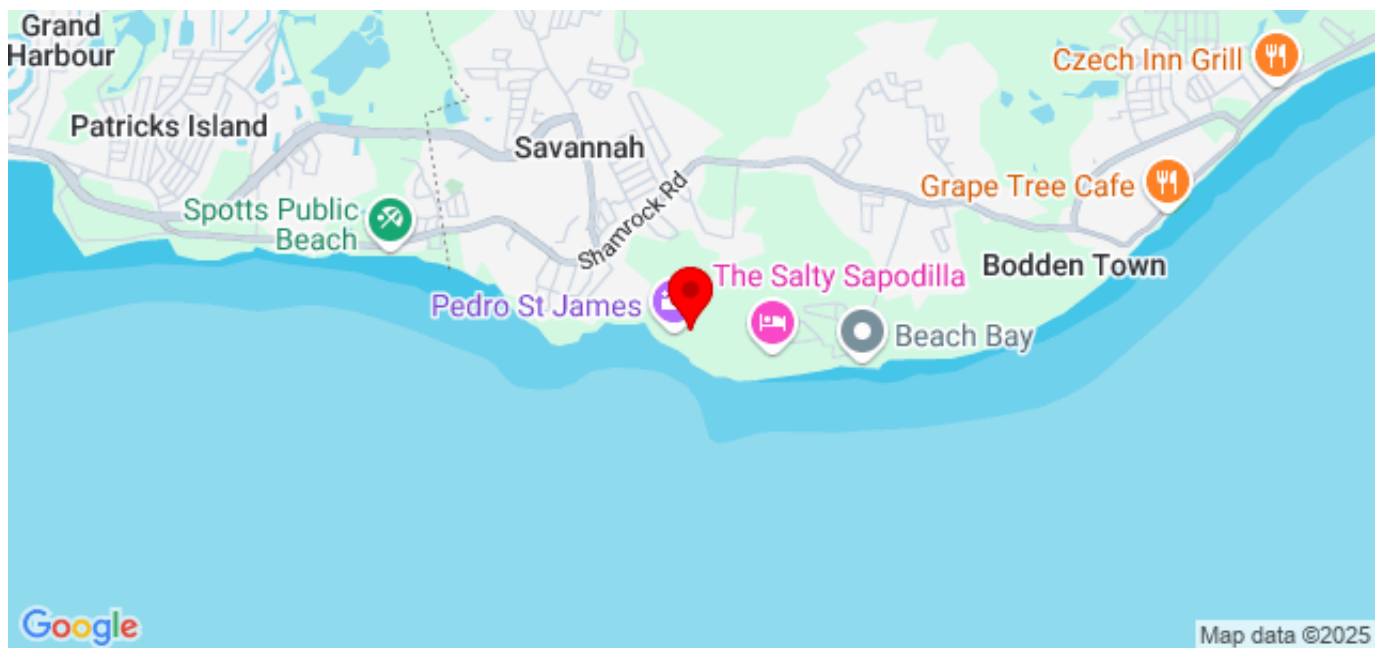 Grand
Harbour
Czech Inn Grill
Patricks Island
Savannah
Grape Tree Cafe
Spotts Public
Beach
Shamrock Rd
Bodden Town
The Salty Sapodilla
Pedro St James
Beach Bay
Google
Map data ©2025